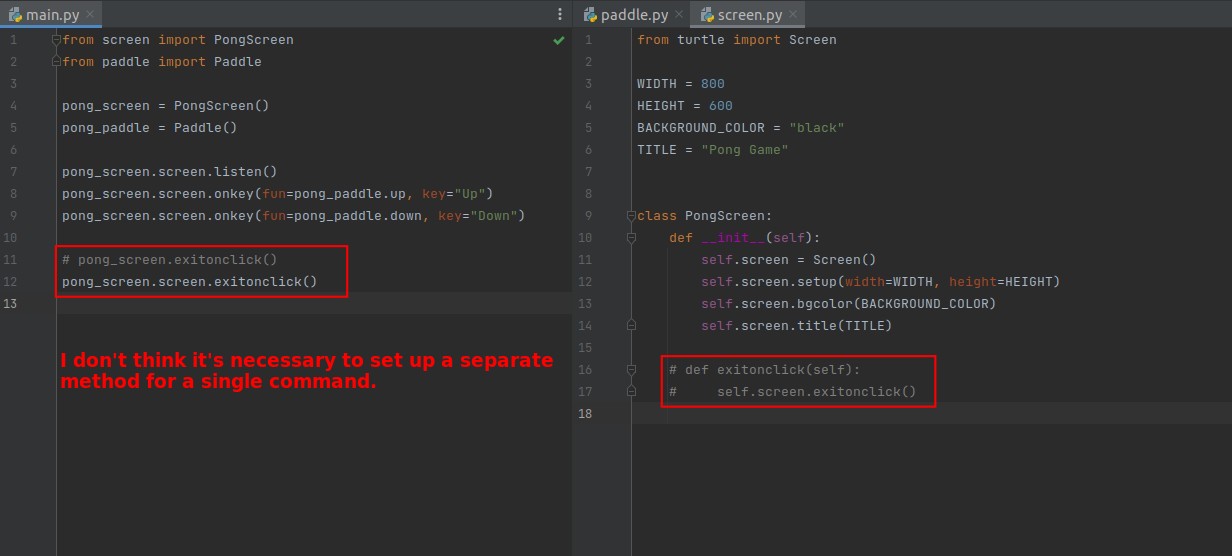 main.py
1 from screen import PongScreen
2 from paddle import Paddle
3
4 pong_screen = PongScreen()
5 pong_paddle = Paddle()
6
7 pong_screen.screen.listen()
8 pong_screen.screen.onkey(fun=pong_paddle.up, key="Up")
9 pong_screen.screen.onkey(fun=pong_paddle.down, key="Down")
10
11 # pong_screen.exitonclick()
12 pong_screen.screen.exitonclick()
13
I don't think it's necessary to set up a separate
method for a single command.
paddle.py screen.py
1 from turtle import Screen
2
3 WIDTH = 800
4 HEIGHT = 600
5 BACKGROUND_COLOR = "black"
6 TITLE = "Pong Game"
7
8
9 class PongScreen:
10     def __init__(self):
11         self.screen = Screen()
12         self.screen.setup(width=WIDTH, height=HEIGHT)
13         self.screen.bgcolor(BACKGROUND_COLOR)
14         self.screen.title(TITLE)
15
16     # def exitonclick(self):
17     #     self.screen.exitonclick()
18